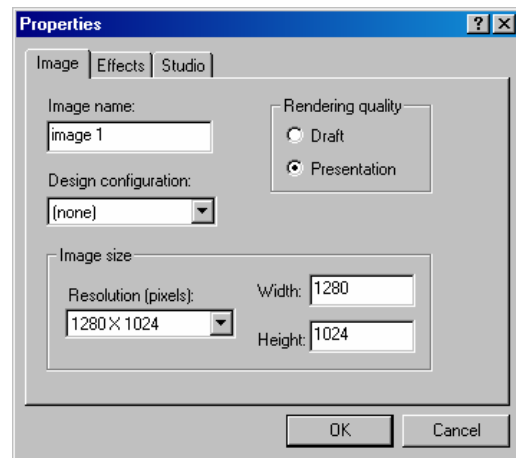 Properties
Image Effects Studio
Image name:
image 1
Rendering quality
Draft
Presentation
Design configuration:
(none)
Image size
Resolution (pixels):
1280 X 1024
Width: 1280
Height: 1024
OK Cancel